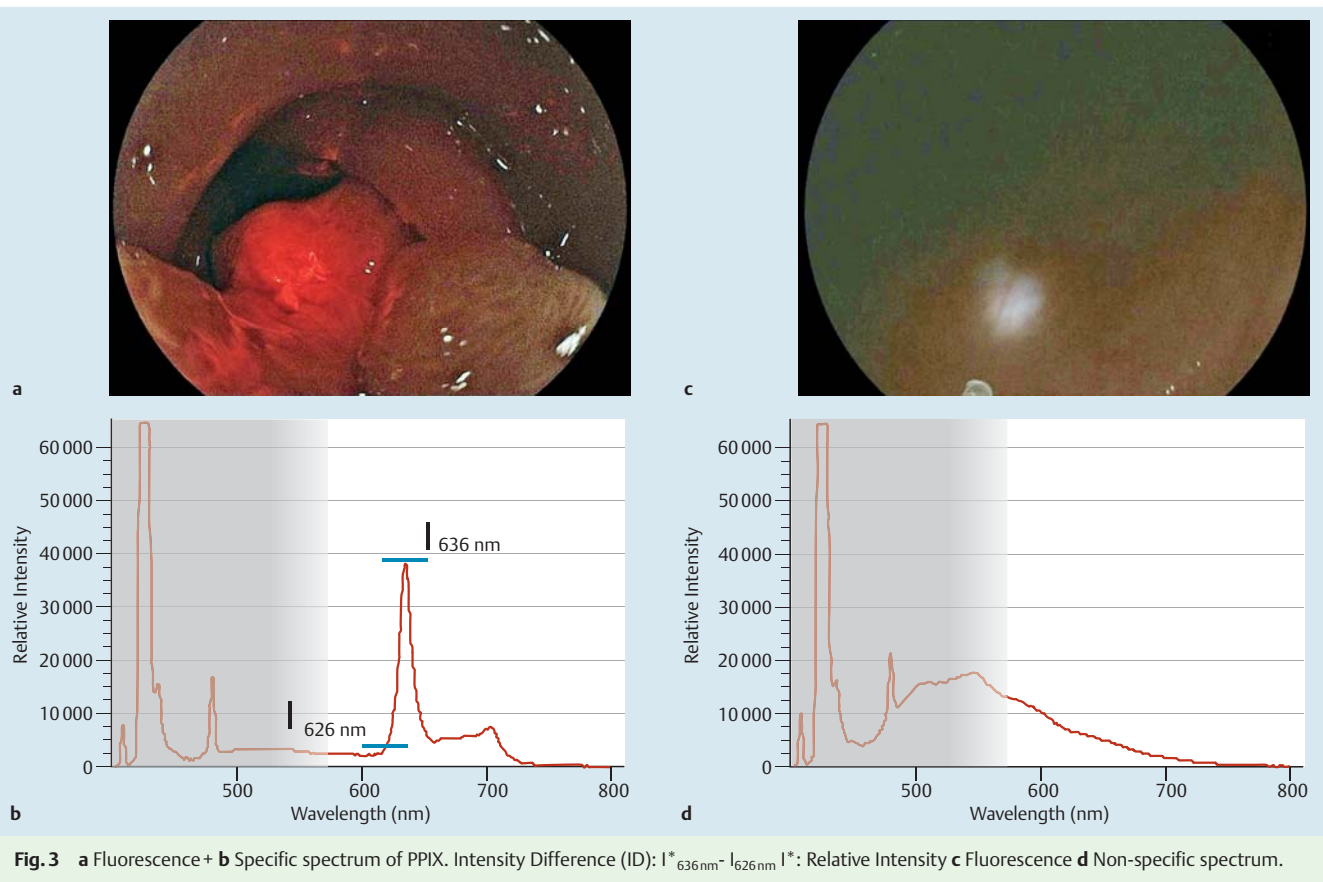 a
c
Relative Intensity
60 000
50 000
40 000
30 000
20 000
10 000
0
636 nm
626 nm
500
600
700
800
Wavelength (nm)
b
Relative Intensity
60 000
50 000
40 000
30 000
20 000
10 000
0
500
600
700
800
Wavelength (nm)
d
Fig. 3 a Fluorescence + b Specific spectrum of PPIX. Intensity Difference (ID): I*636 nm- I626 nm I*: Relative Intensity c Fluorescence d Non-specific spectrum.